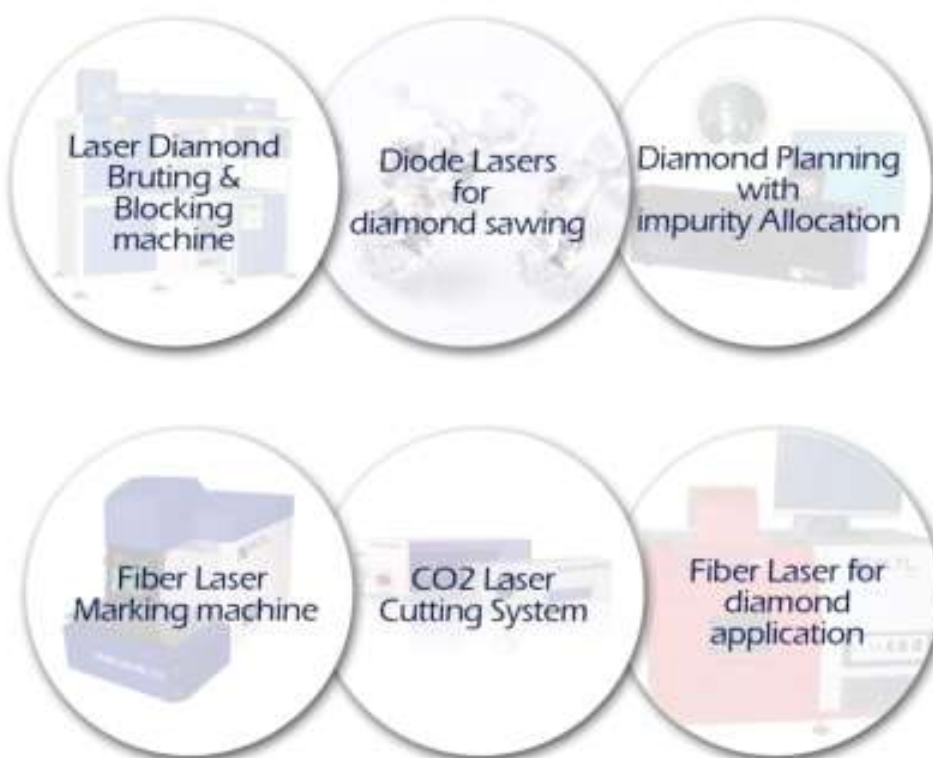 Laser Diamond
Bruting &
Blocking
machine
Diode Lasers
for
diamond sawing
Diamond Planning
with
impurity Allocation
Fiber Laser
Marking machine
CO2 Laser
Cutting System
Fiber Laser for
diamond
application